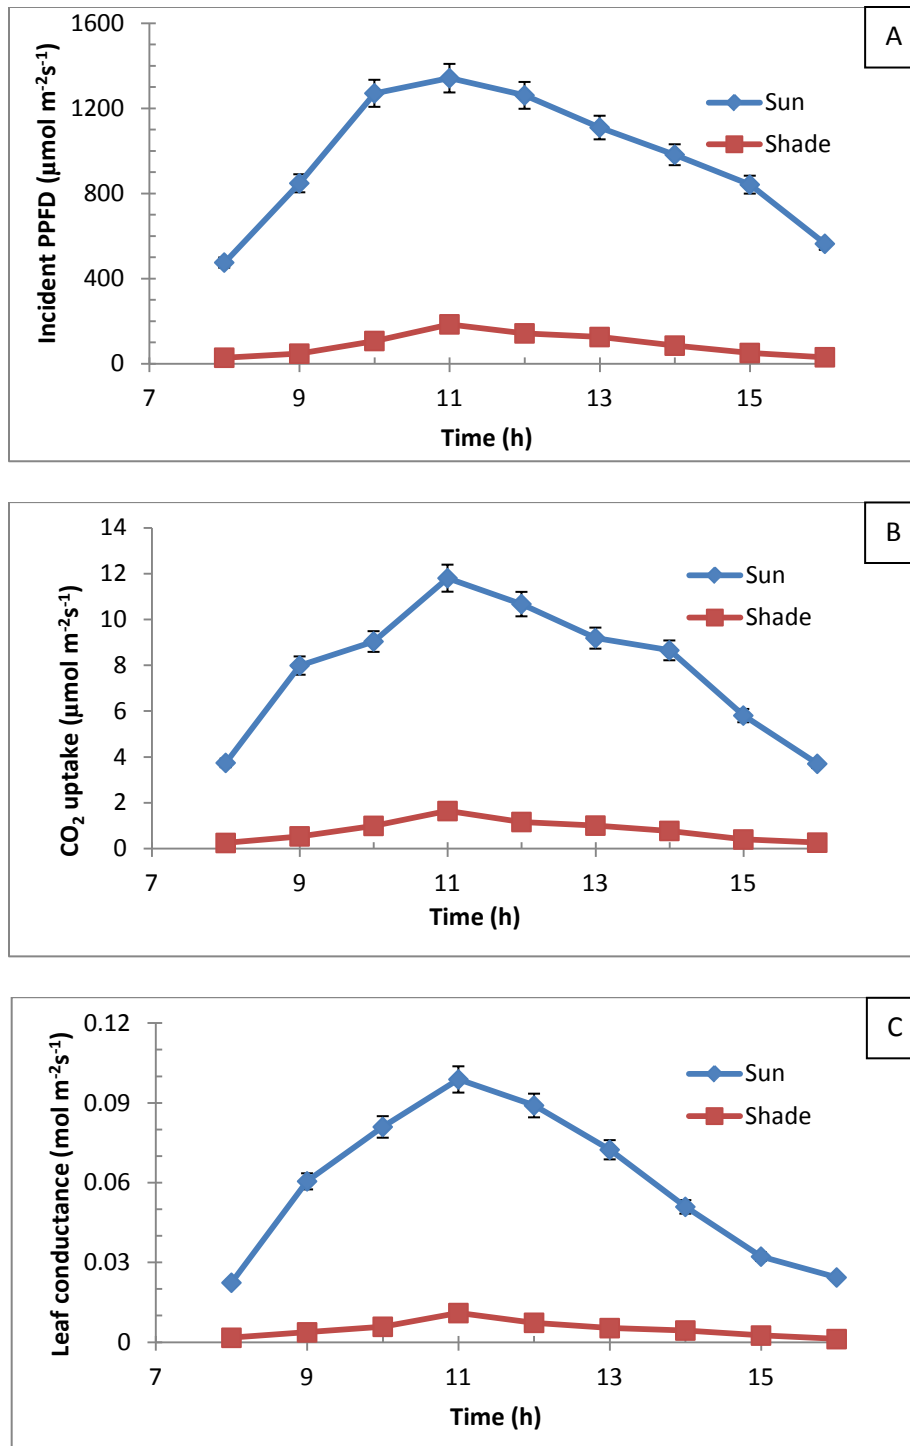 A
1600
1200
800
400
0
Incident PPFD (µmol m⁻²s⁻¹)
Sun
Shade
7 9 11 13 15
Time (h)
B
14
12
10
8
6
4
2
0
CO₂ uptake (µmol m⁻²s⁻¹)
Sun
Shade
7 9 11 13 15
Time (h)
C
0.12
0.09
0.06
0.03
0
Leaf conductance (mol m⁻²s⁻¹)
Sun
Shade
7 9 11 13 15
Time (h)